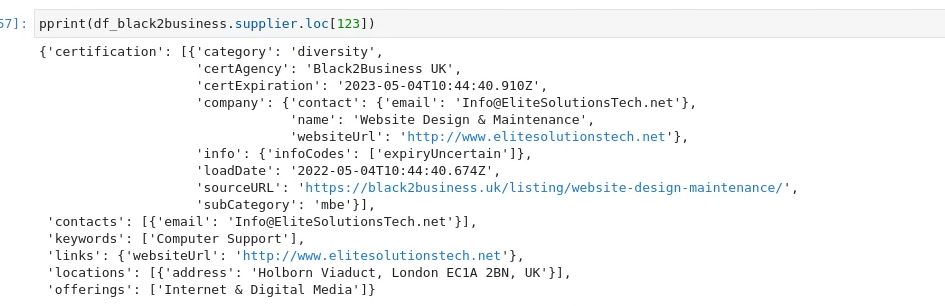 57]: pprint(df_black2business.supplier.loc[123])
{'certification': [{'category': 'diversity',
'certAgency': 'Black2Business UK',
'certExpiration': '2023-05-04T10:44:40.910Z',
'company': {'contact': {'email': 'Info@EliteSolutionsTech.net'},
'name': 'Website Design & Maintenance',
'websiteUrl': 'http://www.elitesolutionstech.net'},
'info': {'infoCodes': ['expiryUncertain']},
'loadDate': '2022-05-04T10:44:40.674Z',
'sourceURL': 'https://black2business.uk/listing/website-design-maintenance/',
'subCategory': 'mbe'}],
'contacts': [{'email': 'Info@EliteSolutionsTech.net'}],
'keywords': ['Computer Support'],
'links': {'websiteUrl': 'http://www.elitesolutionstech.net'},
'locations': [{'address': 'Holborn Viaduct, London EC1A 2BN, UK'}],
'offerings': ['Internet & Digital Media']}